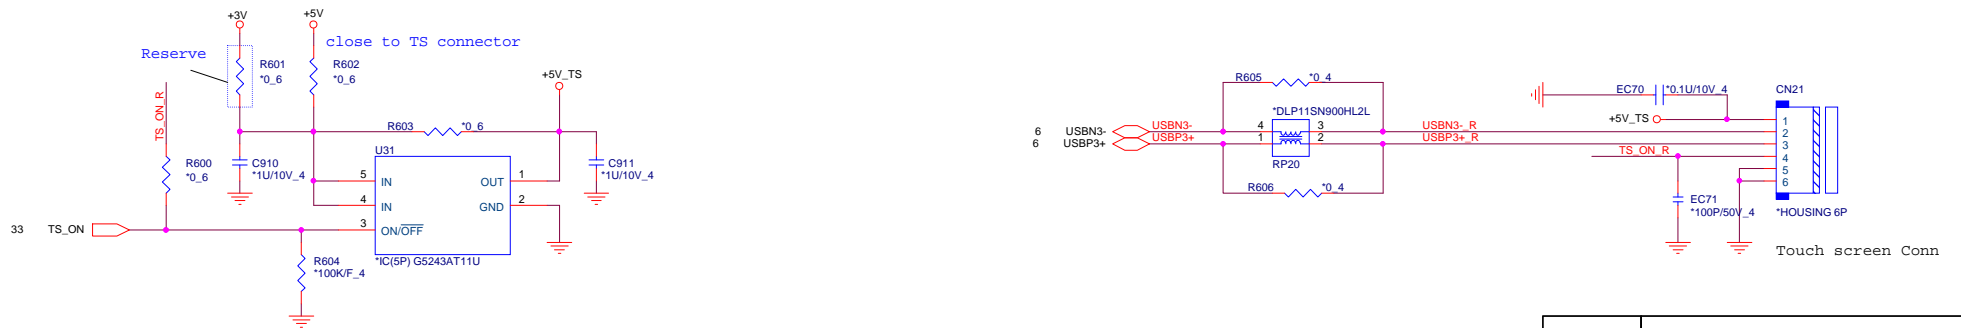 +3V
+5V
Reserve
close to TS connector
R601
*0_6
R602
*0_6
+5V_TS
TS_ON_R
R603
*0_6
R600
*0_6
C910
*1U/10V_4
U31
C911
*1U/10V_4
5
IN
OUT
1
4
IN
GND
2
3
ON/OFF
33
TS_ON
*IC(5P) G5243AT11U
R604
*100K/F_4
R605
*0_4
*DLP11SN900HL2L
6
USBN3-
USBN3-
4
3
USBN3-_R
6
USBP3+
USBP3+
1
2
USBP3+_R
RP20
R606
*0_4
EC70
*0.1U/10V_4
CN21
+5V_TS
1
2
3
TS_ON_R
4
5
6
EC71
*100P/50V_4
*HOUSING 6P
Touch screen Conn